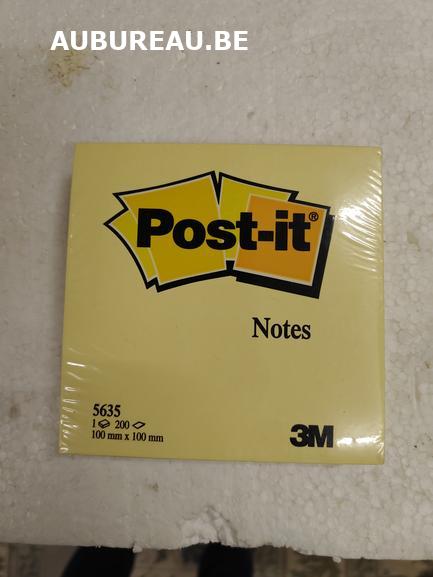 AUBUREAU.BE
Post-it®
Notes
5635
1 200
100 mm x 100 mm
3M